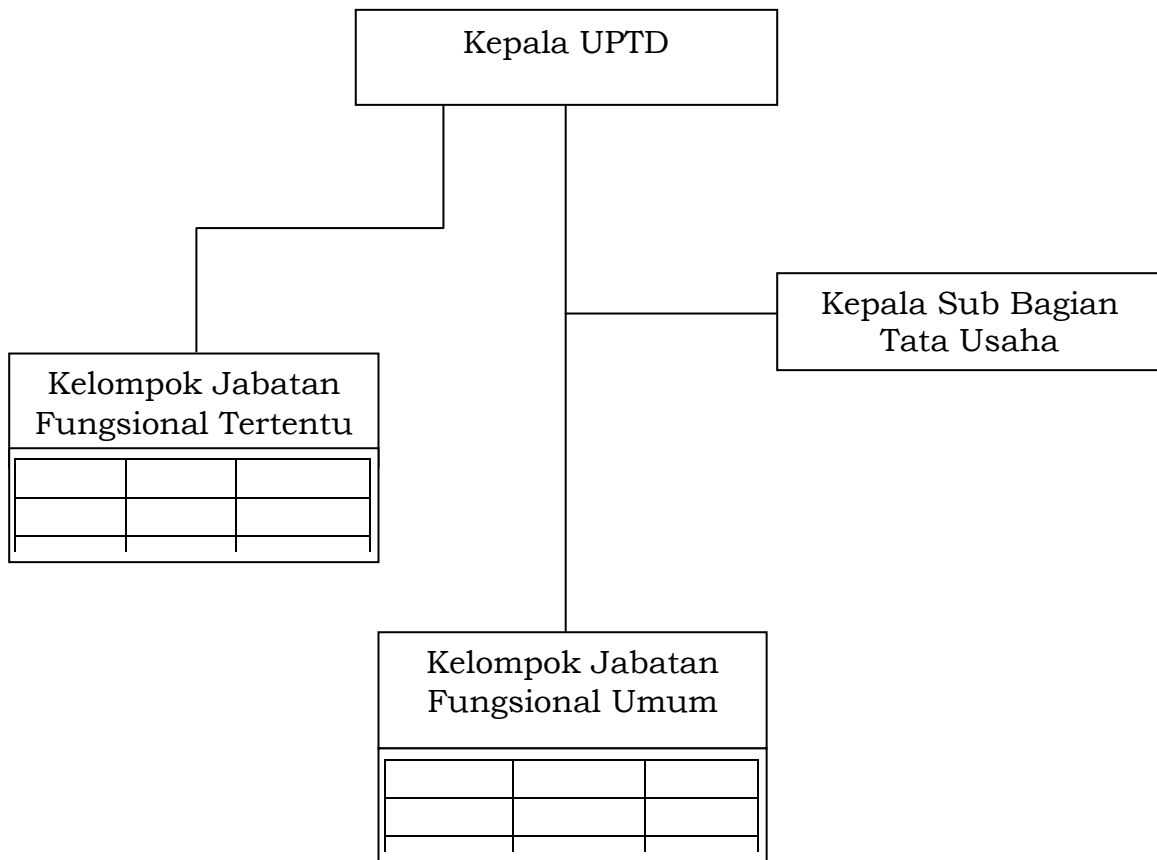 Kepala UPTD
Kepala Sub Bagian
Tata Usaha
Kelompok Jabatan
Fungsional Tertentu
Kelompok Jabatan
Fungsional Umum